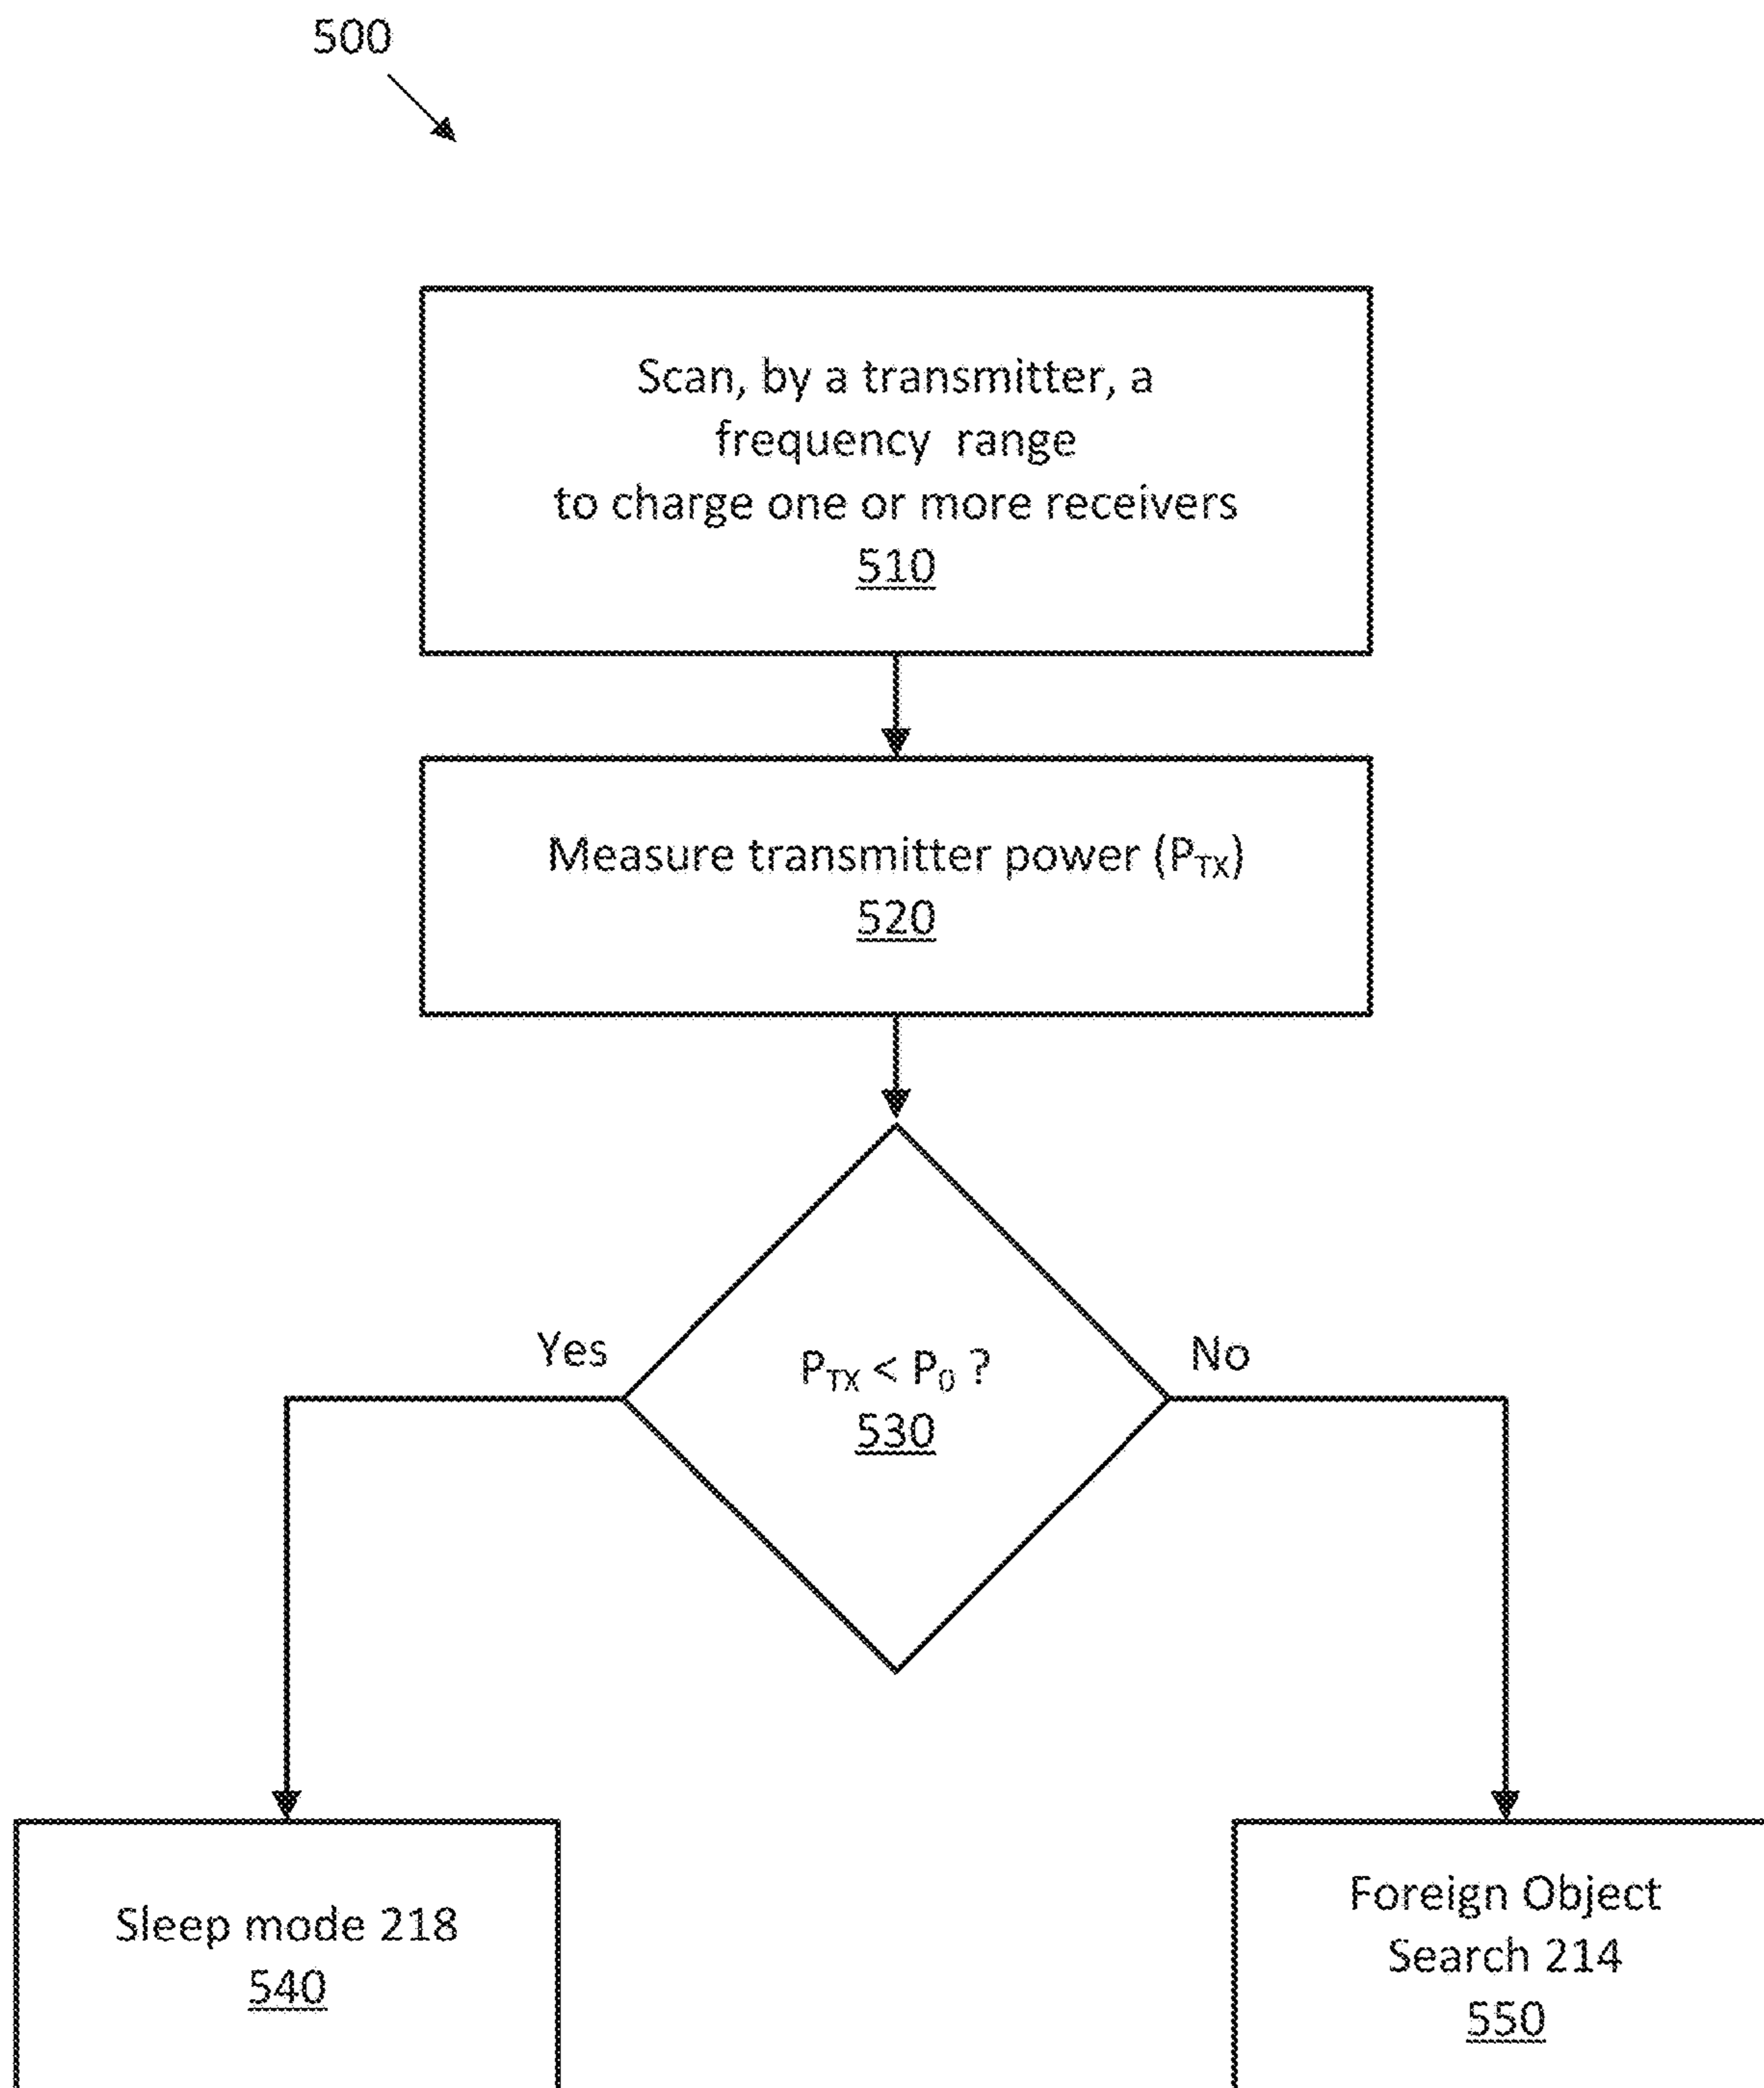 500
Scan, by a transmitter, a
frequency range
to charge one or more receivers
510
Measure transmitter power (PTX)
520
Yes
PTX < P0 ?
530
No
Sleep mode 218
540
Foreign Object
Search 214
550